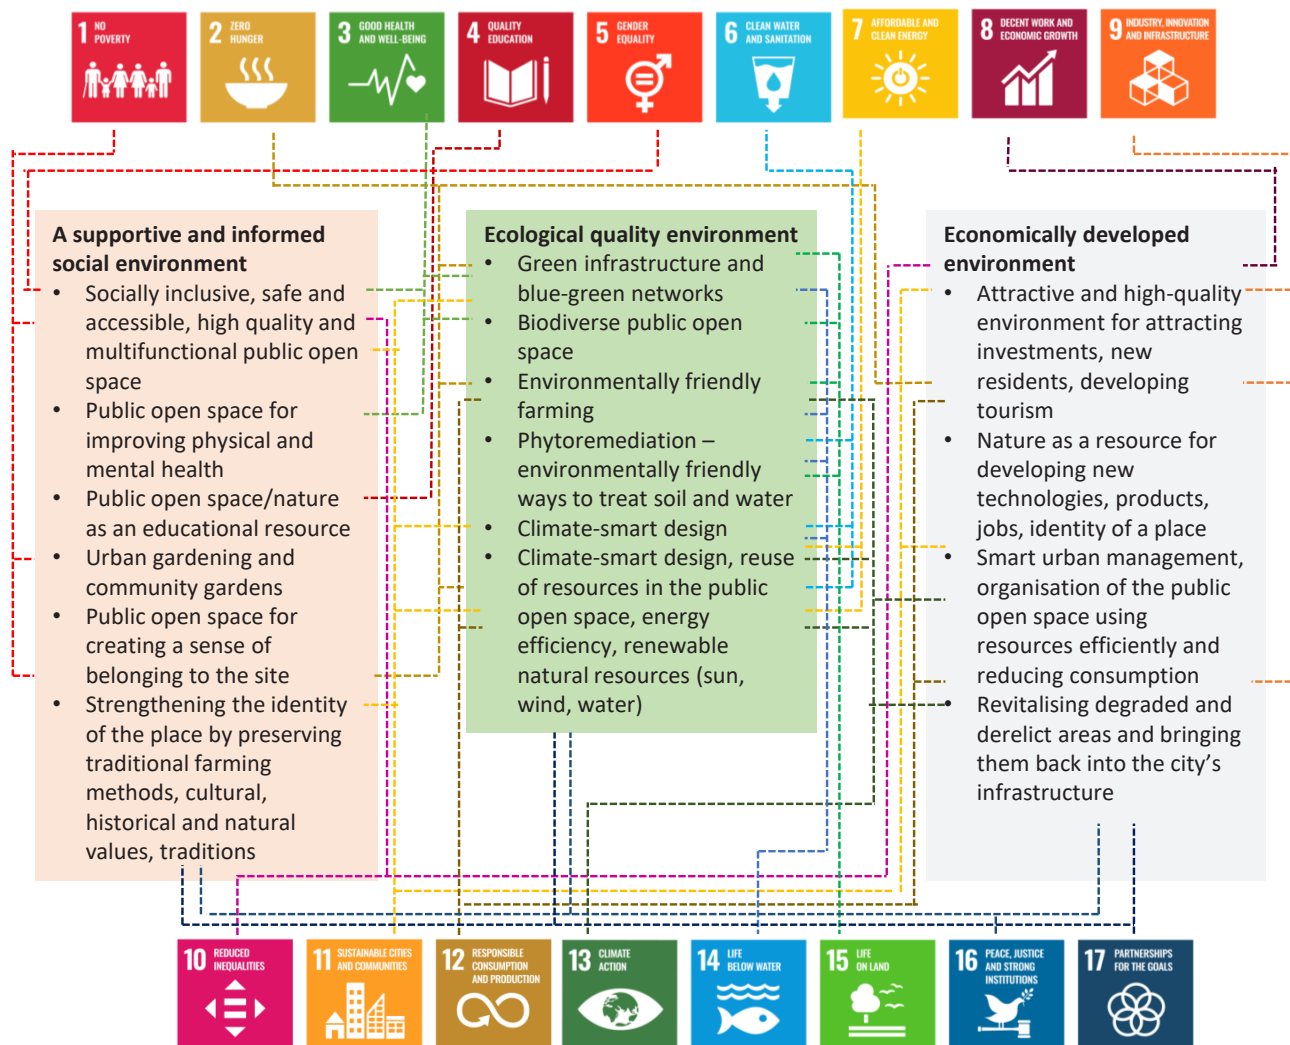 1 NO
POVERTY
2 ZERO
HUNGER
3 GOOD HEALTH
AND WELL-BEING
4 QUALITY
EDUCATION
5 GENDER
EQUALITY
6 CLEAN WATER
AND SANITATION
7 AFFORDABLE AND
CLEAN ENERGY
8 DECENT WORK AND
ECONOMIC GROWTH
9 INDUSTRY, INNOVATION
AND INFRASTRUCTURE
A supportive and informed
social environment
• Socially inclusive, safe and
accessible, high quality and
multifunctional public open
space
• Public open space for
improving physical and
mental health
• Public open space/nature
as an educational resource
• Urban gardening and
community gardens
• Public open space for
creating a sense of
belonging to the site
• Strengthening the identity
of the place by preserving
traditional farming
methods, cultural,
historical and natural
values, traditions
Ecological quality environment
• Green infrastructure and
blue-green networks
• Biodiverse public open
space
• Environmentally friendly
farming
• Phytoremediation –
environmentally friendly
ways to treat soil and water
• Climate-smart design
• Climate-smart design, reuse
of resources in the public
open space, energy
efficiency, renewable
natural resources (sun,
wind, water)
Economically developed
environment
• Attractive and high-quality
environment for attracting
investments, new
residents, developing
tourism
• Nature as a resource for
developing new
technologies, products,
jobs, identity of a place
• Smart urban management,
organisation of the public
open space using
resources efficiently and
reducing consumption
• Revitalising degraded and
derelict areas and bringing
them back into the city's
infrastructure
10 REDUCED
INEQUALITIES
11 SUSTAINABLE CITIES
AND COMMUNITIES
12 RESPONSIBLE
CONSUMPTION
AND PRODUCTION
13 CLIMATE
ACTION
14 LIFE
BELOW WATER
15 LIFE
ON LAND
16 PEACE, JUSTICE
AND STRONG
INSTITUTIONS
17 PARTNERSHIPS
FOR THE GOALS